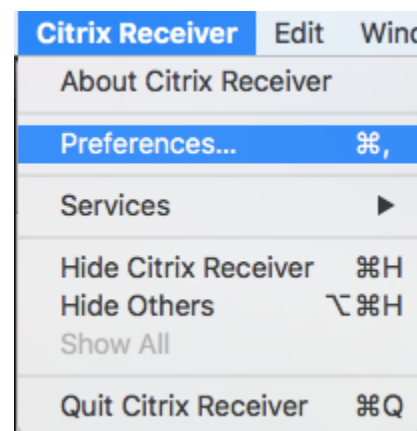 Citrix Receiver Edit
About Citrix Receiver
Preferences... ⌘,
Services ▶
Hide Citrix Receiver ⌘H
Hide Others ⌥⌘H
Show All
Quit Citrix Receiver ⌘Q